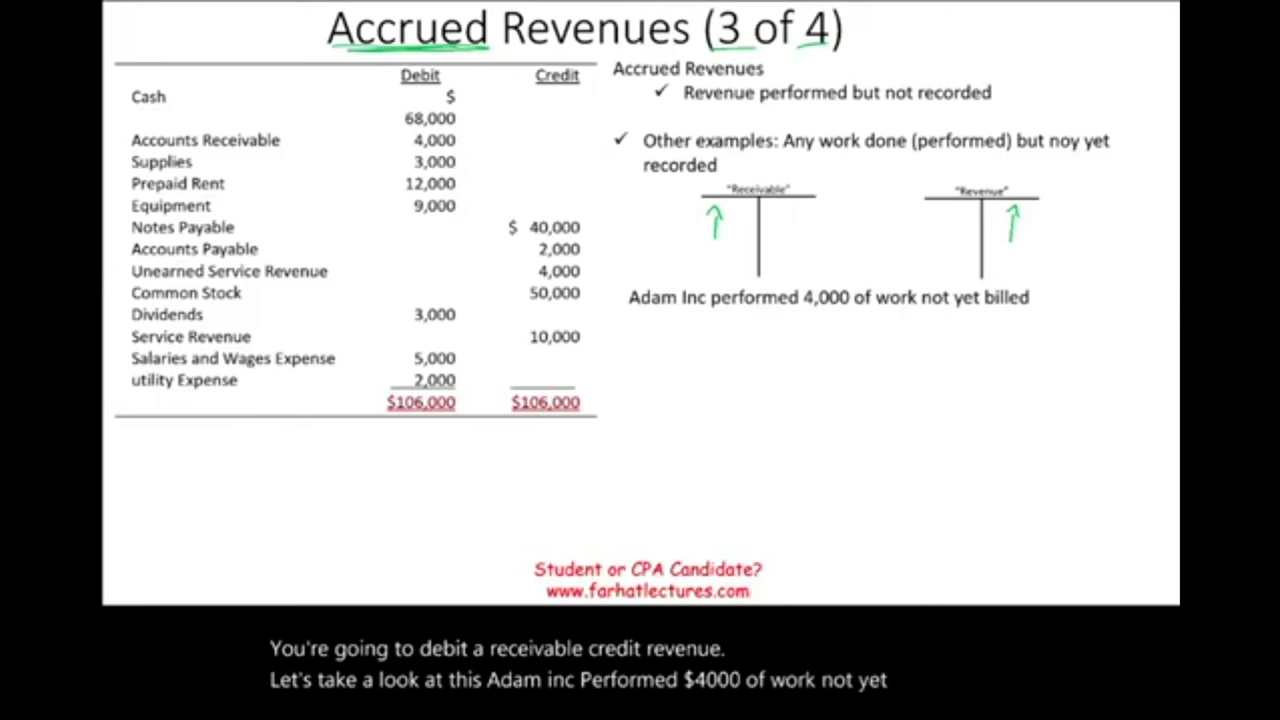 Accrued Revenues (3 of 4)
Debit Credit
Cash $
68,000
Accounts Receivable 4,000
Supplies 3,000
Prepaid Rent 12,000
Equipment 9,000
Notes Payable $ 40,000
Accounts Payable 2,000
Unearned Service Revenue 4,000
Common Stock 50,000
Dividends 3,000
Service Revenue 10,000
Salaries and Wages Expense 5,000
utility Expense 2,000
$106,000 $106,000
Accrued Revenues
✓ Revenue performed but not recorded
✓ Other examples: Any work done (performed) but noy yet
recorded
"Receivable" "Revenue"
Adam Inc performed 4,000 of work not yet billed
Student or CPA Candidate?
www.farhatlectures.com
You're going to debit a receivable credit revenue.
Let's take a look at this Adam inc Performed $4000 of work not yet